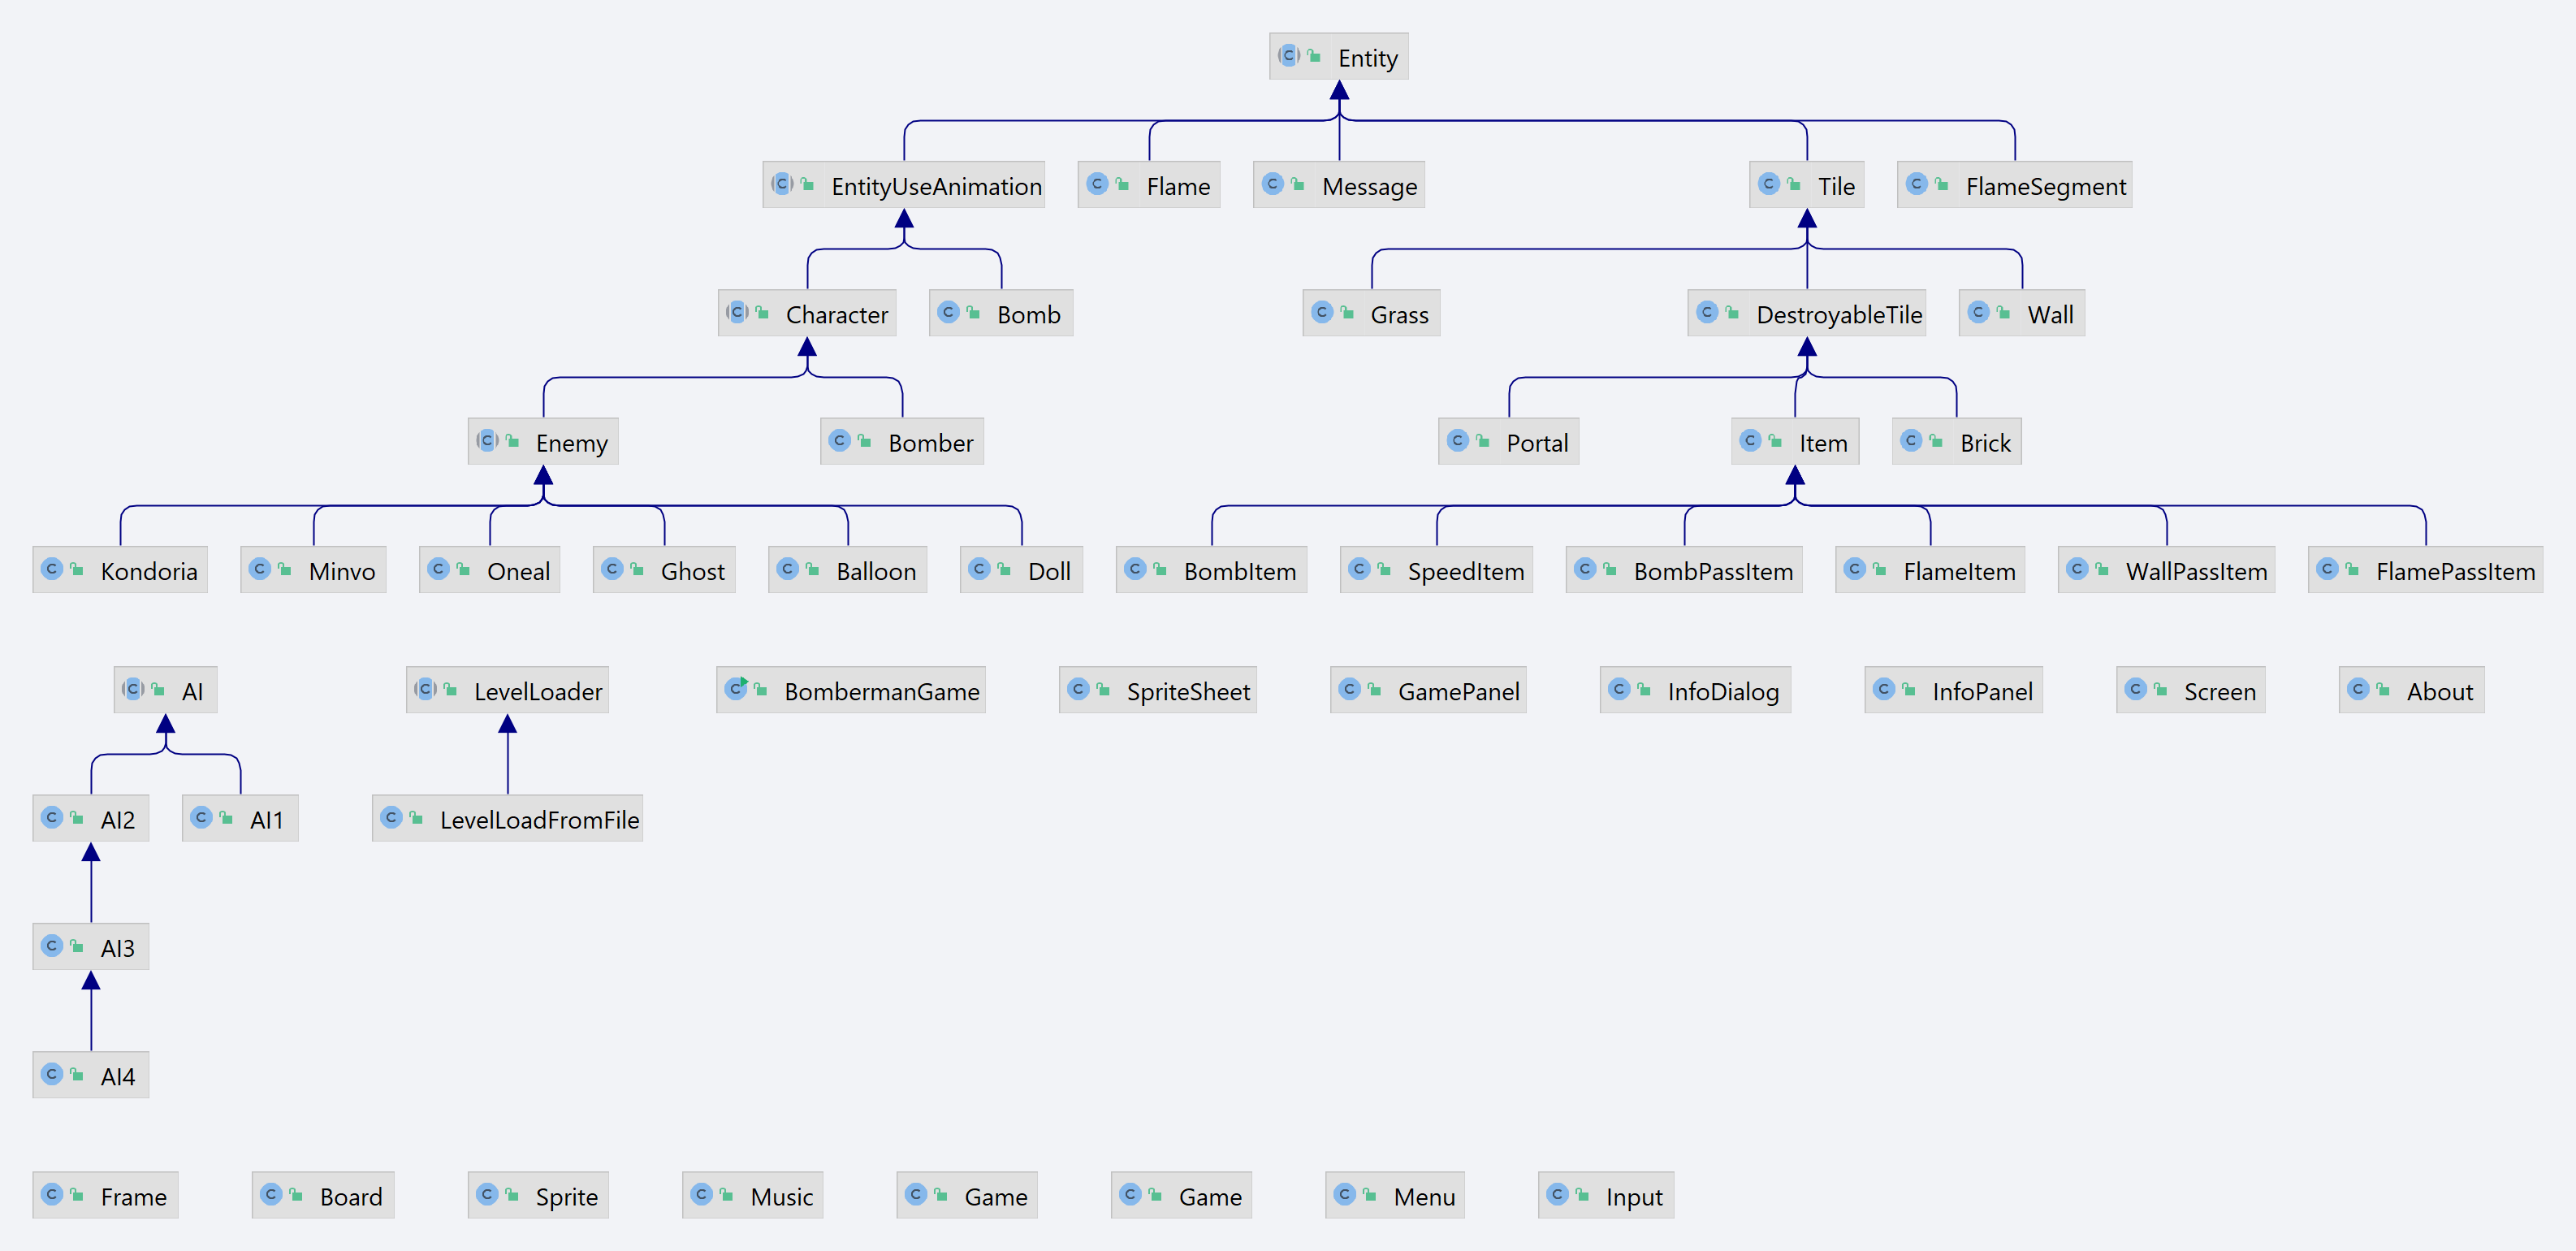 Entity
EntityUseAnimation
Flame
Message
Tile
FlameSegment
Character
Bomb
Grass
DestroyableTile
Wall
Enemy
Bomber
Portal
Item
Brick
Kondoria
Minvo
Oneal
Ghost
Balloon
Doll
BombItem
SpeedItem
BombPassItem
FlameItem
WallPassItem
FlamePassItem
AI
LevelLoader
BombermanGame
SpriteSheet
GamePanel
InfoDialog
InfoPanel
Screen
About
AI2
AI1
LevelLoadFromFile
AI3
AI4
Frame
Board
Sprite
Music
Game
Game
Menu
Input